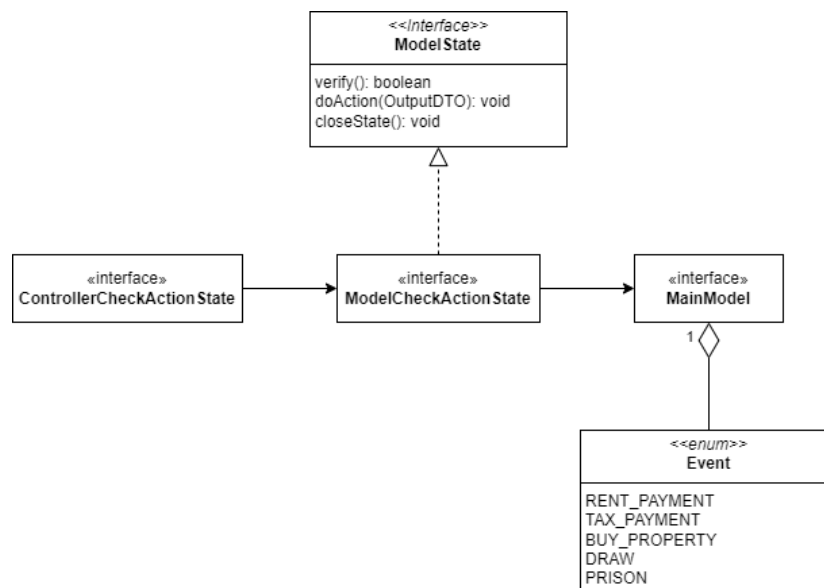 <<Interface>>
ModelState
verify(): boolean
doAction(OutputDTO): void
closeState(): void
«interface»
ControllerCheckActionState
«interface»
ModelCheckActionState
«interface»
MainModel
1
<<enum>>
Event
RENT_PAYMENT
TAX_PAYMENT
BUY_PROPERTY
DRAW
PRISON